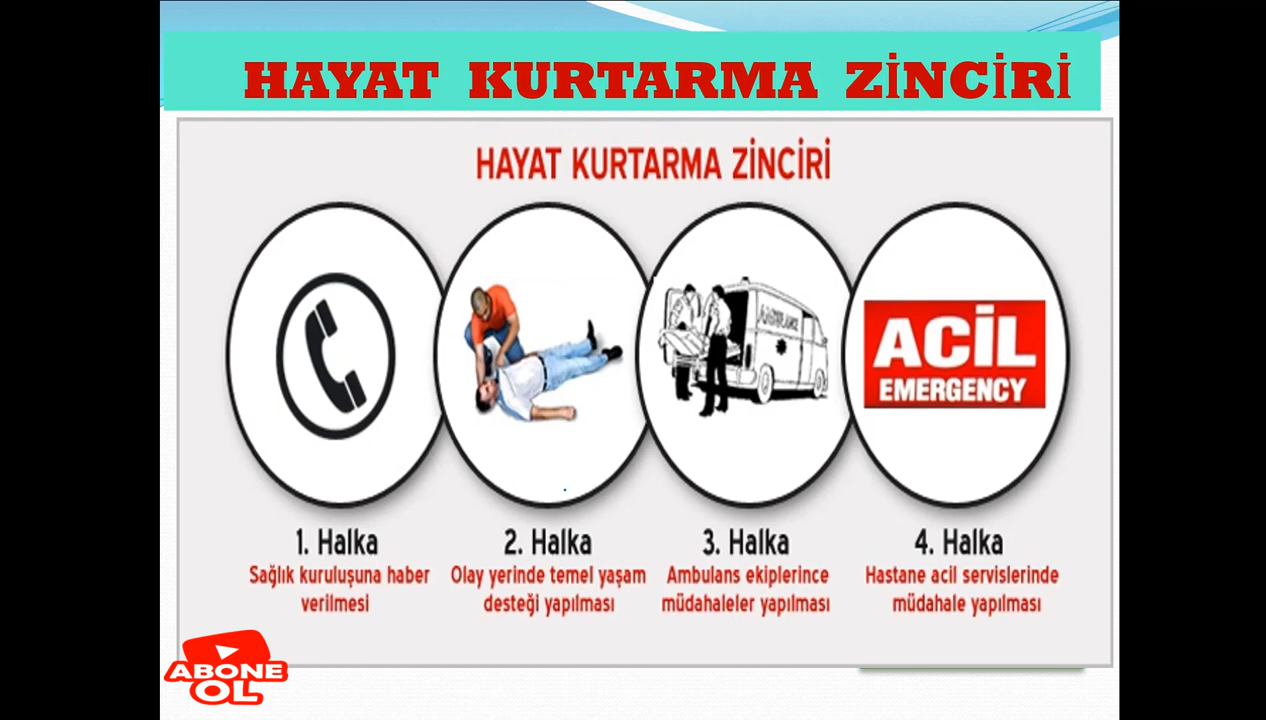 HAYAT KURTARMA ZİNCİRİ
HAYAT KURTARMA ZİNCİRİ
AMBULANCE
ACİL
EMERGENCY
1. Halka
Sağlık kuruluşuna haber
verilmesi
2. Halka
Olay yerinde temel yaşam
desteği yapılması
3. Halka
Ambulans ekiplerince
müdahaleler yapılması
4. Halka
Hastane acil servislerinde
müdahale yapılması
ABONE
OL